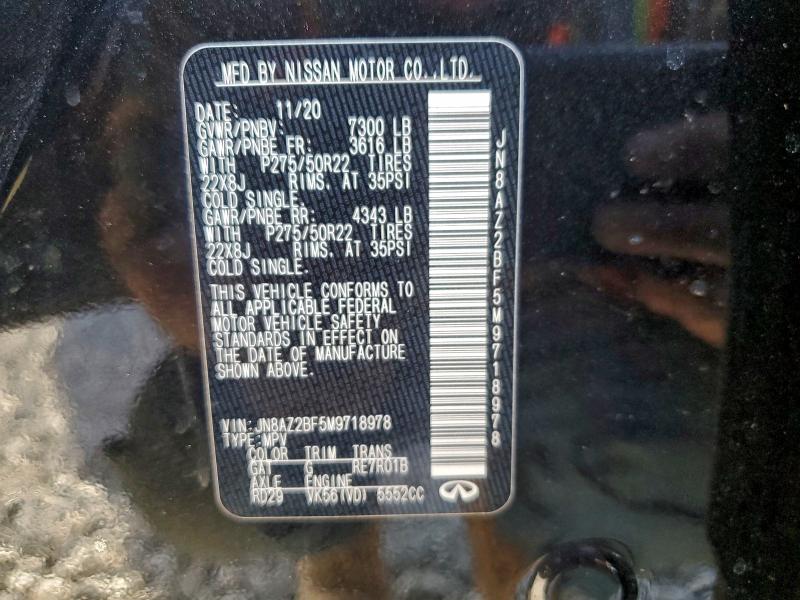 MFD BY NISSAN MOTOR CO.,LTD.
DATE: 11/20
GVWR/PNBV: 7300 LB
GAWR/PNBE FR: 3616 LB
WITH P275/50R22 TIRES
22X8J RIMS. AT 35PSI
COLD SINGLE.
GAWR/PNBE RR: 4343 LB
WITH P275/50R22 TIRES
22X8J RIMS. AT 35PSI
COLD SINGLE.
THIS VEHICLE CONFORMS TO
ALL APPLICABLE FEDERAL
MOTOR VEHICLE SAFETY
STANDARDS IN EFFECT ON
THE DATE OF MANUFACTURE
SHOWN ABOVE.
VIN:JN8AZ2BF5M9718978
TYPE:MPV
COLOR TRIM TRANS
GAT G RE7R01B
AXLE ENGINE
RD29 VK56(VD) 5552CC
JN8AZ2BF5M9718978